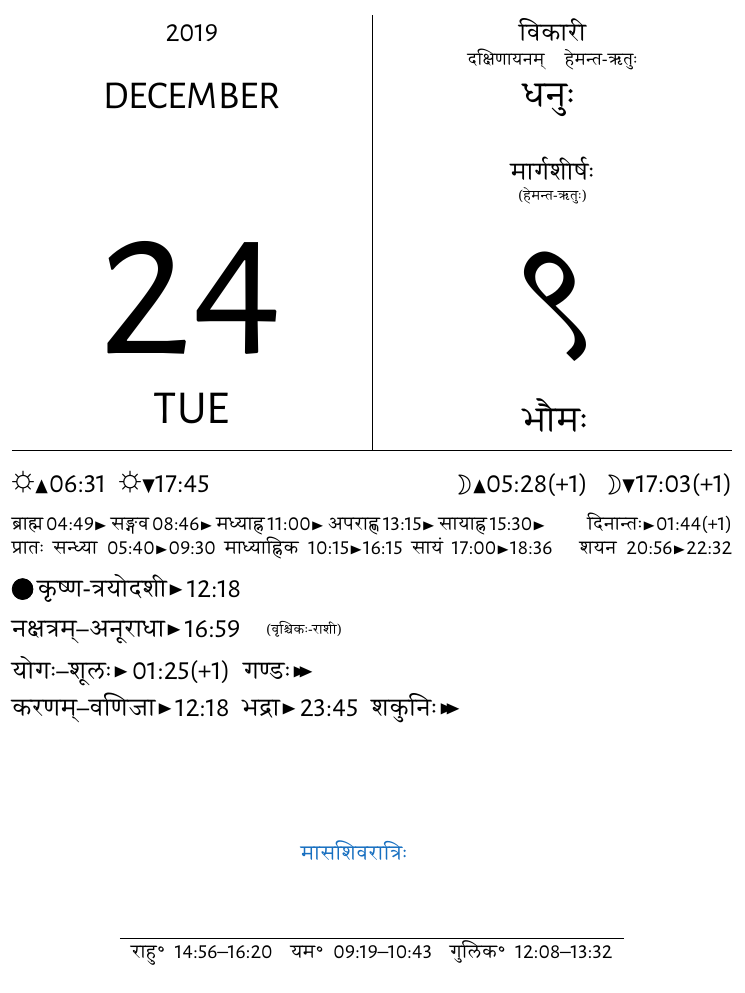 2019
DECEMBER
24
TUE
विकारी
दक्षिणायनम् हेमन्त-ऋतुः
धनुः
मार्गशीर्षः
(हेमन्त-ऋतुः)
९
भौमः
☼▲06:31 ☼▼17:45 ☽▲05:28(+1) ☽▼17:03(+1)
ब्राह्म 04:49► सङ्गव 08:46► मध्याह्न 11:00► अपराह्ण 13:15► सायाह्न 15:30► दिनान्तः►01:44(+1)
प्रातः सन्ध्या 05:40►09:30 माध्याह्निक 10:15►16:15 सायं 17:00►18:36 शयन 20:56►22:32
●कृष्ण-त्रयोदशी►12:18
नक्षत्रम्–अनूराधा►16:59 (वृश्चिकः-राशी)
योगः–शूलः►01:25(+1) गण्डः►►
करणम्–वणिजा►12:18 भद्रा►23:45 शकुनिः►►
मासशिवरात्रिः
राहु° 14:56–16:20 यम° 09:19–10:43 गुलिक° 12:08–13:32